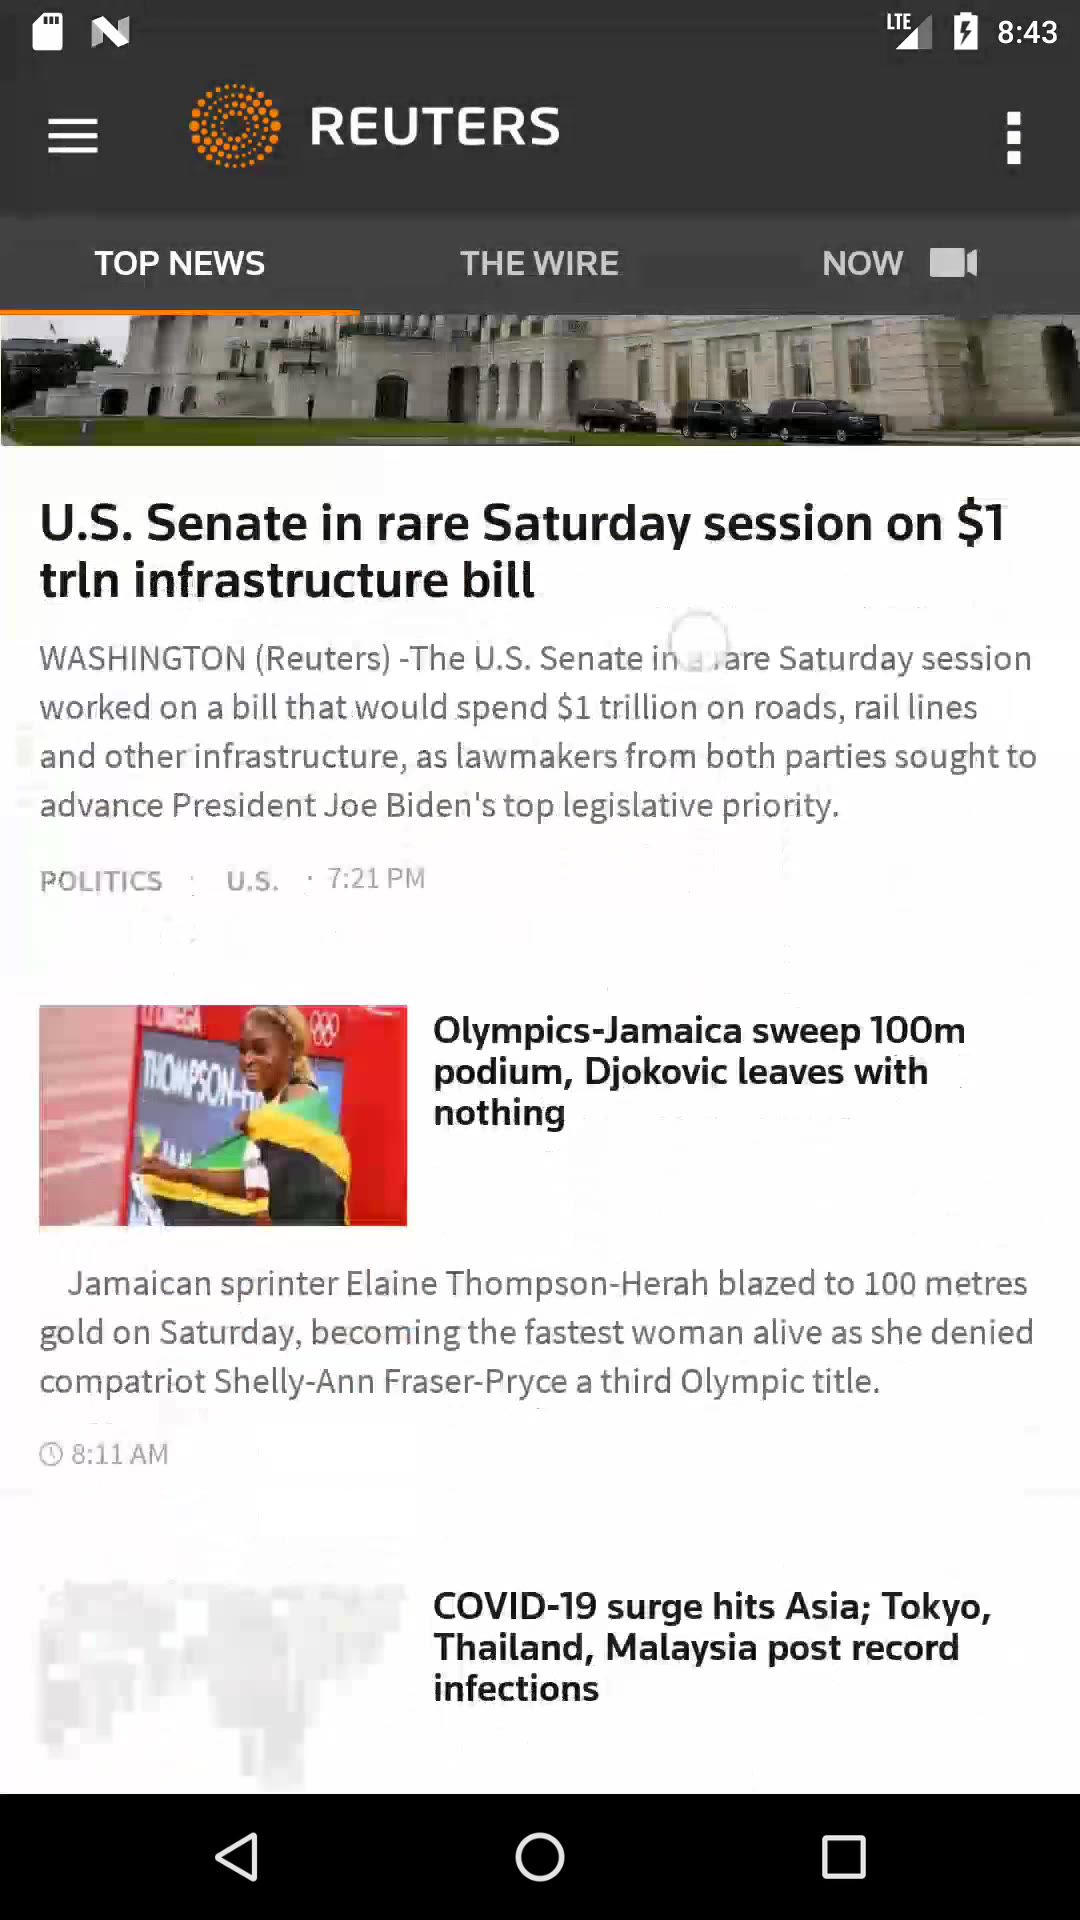 LTE 8:43
REUTERS
TOP NEWS THE WIRE NOW
U.S. Senate in rare Saturday session on $1
trln infrastructure bill
WASHINGTON (Reuters) -The U.S. Senate in a rare Saturday session
worked on a bill that would spend $1 trillion on roads, rail lines
and other infrastructure, as lawmakers from both parties sought to
advance President Joe Biden's top legislative priority.
POLITICS · U.S. · 7:21 PM
OMEGA
THOMPSON-H
Olympics-Jamaica sweep 100m
podium, Djokovic leaves with
nothing
Jamaican sprinter Elaine Thompson-Herah blazed to 100 metres
gold on Saturday, becoming the fastest woman alive as she denied
compatriot Shelly-Ann Fraser-Pryce a third Olympic title.
8:11 AM
COVID-19 surge hits Asia; Tokyo,
Thailand, Malaysia post record
infections